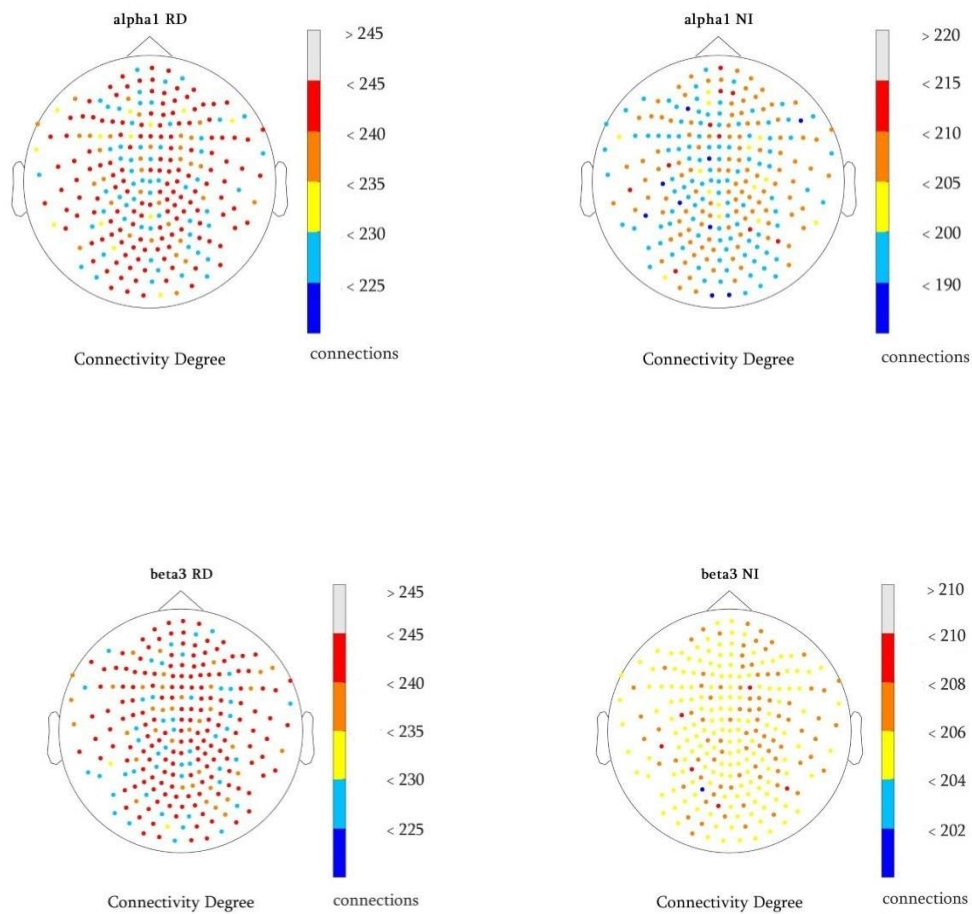 alpha1 RD
> 245
< 245
< 240
< 235
< 230
< 225
Connectivity Degree
connections
alpha1 NI
> 220
< 215
< 210
< 205
< 200
< 190
Connectivity Degree
connections
beta3 RD
> 245
< 245
< 240
< 235
< 230
< 225
Connectivity Degree
connections
beta3 NI
> 210
< 210
< 208
< 206
< 204
< 202
Connectivity Degree
connections